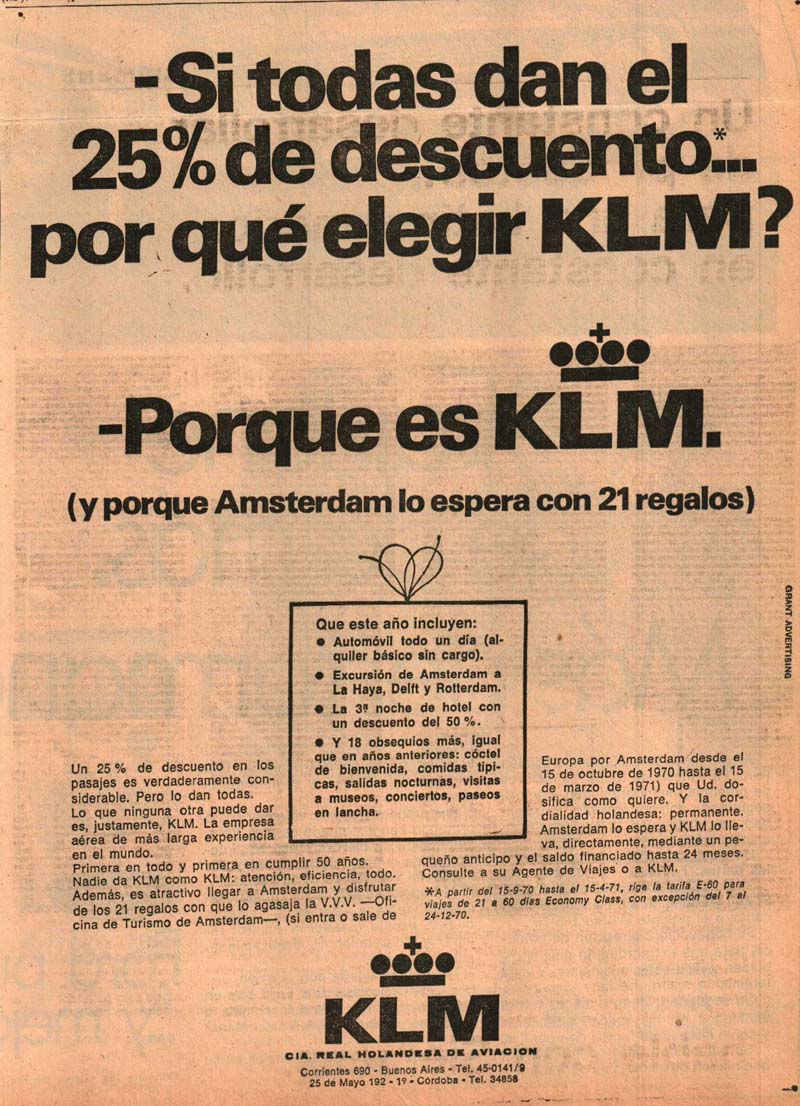 -Si todas dan el
25% de descuento*...
por qué elegir KLM?
-Porque es KLM.
(y porque Amsterdam lo espera con 21 regalos)
Que este año incluyen:
● Automóvil todo un día (al-
quiler básico sin cargo).
● Excursión de Amsterdam a
La Haya, Delft y Rotterdam.
● La 3ª noche de hotel con
un descuento del 50 %.
● Y 18 obsequios más, igual
que en años anteriores: cóctel
de bienvenida, comidas típi-
cas, salidas nocturnas, visitas
a museos, conciertos, paseos
en lancha.
GRANT ADVERTISING
Un 25 % de descuento en los
pasajes es verdaderamente con-
siderable. Pero lo dan todas.
Lo que ninguna otra puede dar
es, justamente, KLM. La empresa
aérea de más larga experiencia
en el mundo.
Primera en todo y primera en cumplir 50 años.
Nadie da KLM como KLM: atención, eficiencia, todo.
Además, es atractivo llegar a Amsterdam y disfrutar
de los 21 regalos con que lo agasaja la V.V.V. —Ofi-
cina de Turismo de Amsterdam—, (si entra o sale de
Europa por Amsterdam desde el
15 de octubre de 1970 hasta el 15
de marzo de 1971) que Ud. do-
sifica como quiere. Y la cor-
dialidad holandesa: permanente.
Amsterdam lo espera y KLM lo lle-
va, directamente, mediante un pe-
queño anticipo y el saldo financiado hasta 24 meses.
Consulte a su Agente de Viajes o a KLM.
*A partir del 15-9-70 hasta el 15-4-71, rige la tarifa E-60 para
viajes de 21 a 60 días Economy Class, con excepción del 7 al
24-12-70.
KLM
CIA. REAL HOLANDESA DE AVIACION
Corrientes 690 - Buenos Aires - Tel. 45-0141/9
25 de Mayo 192 - 1º - Córdoba - Tel. 34858